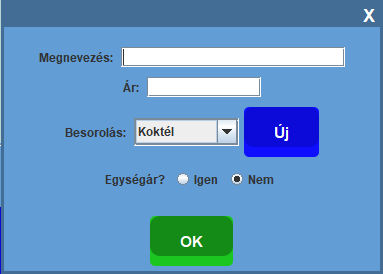 X
Megnevezés:
Ár:
Besorolás: Koktél Új
Egységár? Igen Nem
OK